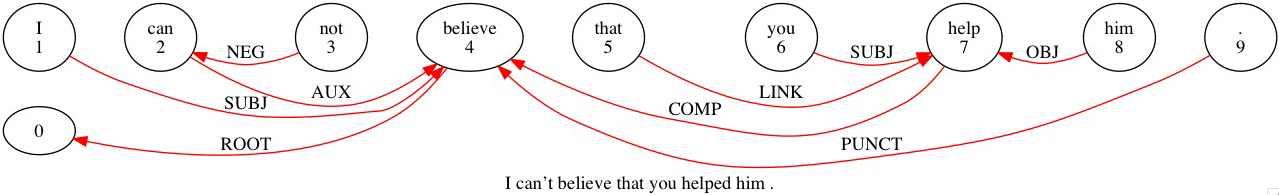 I can not believe that you help him .
1 2 3 4 5 6 7 8 9
NEG SUBJ OBJ
SUBJ AUX COMP LINK
0 ROOT PUNCT
I can't believe that you helped him .